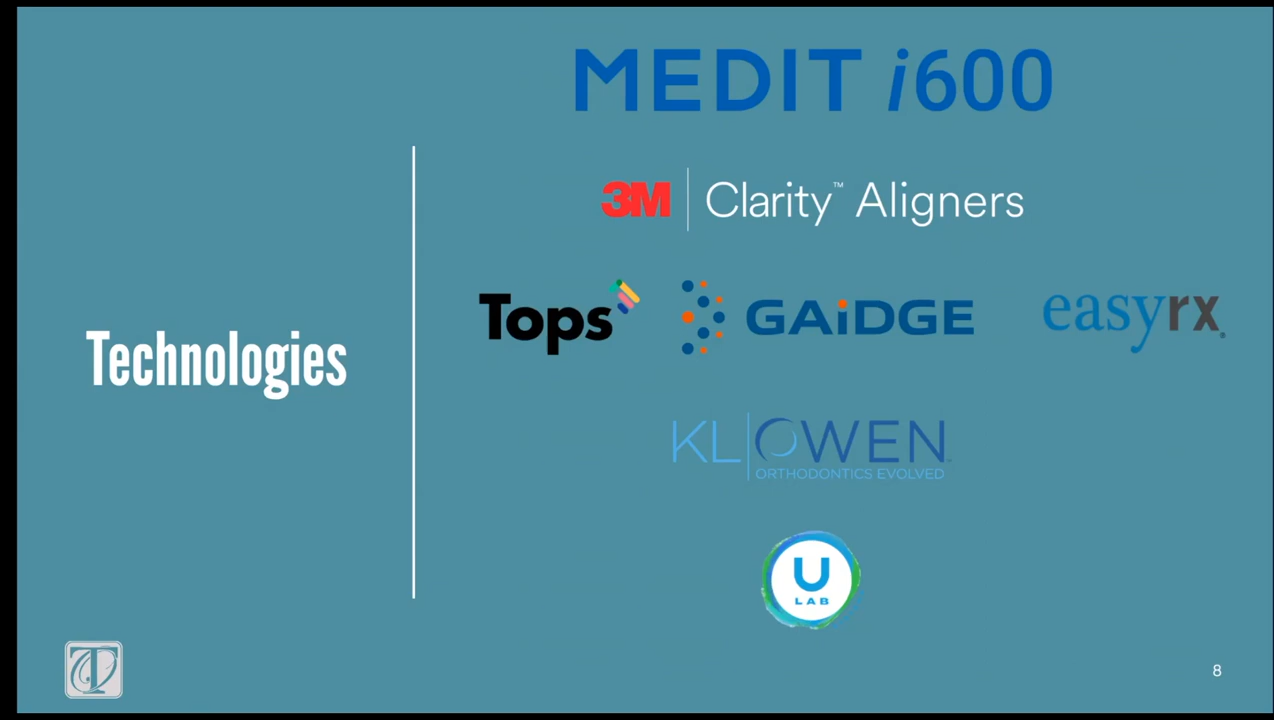 MEDIT i600
3M | Clarity™ Aligners
Tops GAiDGE easyrx®
Technologies
KLOWEN
ORTHODONTICS EVOLVED
U
LAB
8